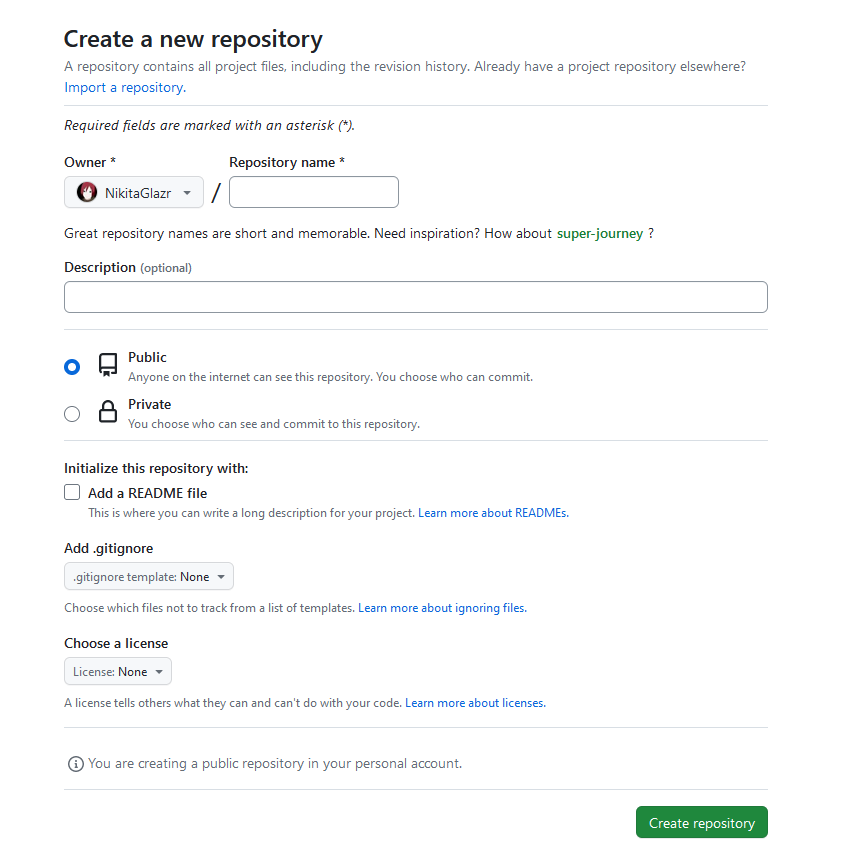 Create a new repository
A repository contains all project files, including the revision history. Already have a project repository elsewhere?
Import a repository.
Required fields are marked with an asterisk (*).
Owner * Repository name *
NikitaGlazr /
Great repository names are short and memorable. Need inspiration? How about super-journey ?
Description (optional)
Public
Anyone on the internet can see this repository. You choose who can commit.
Private
You choose who can see and commit to this repository.
Initialize this repository with:
Add a README file
This is where you can write a long description for your project. Learn more about READMEs.
Add .gitignore
.gitignore template: None
Choose which files not to track from a list of templates. Learn more about ignoring files.
Choose a license
License: None
A license tells others what they can and can't do with your code. Learn more about licenses.
You are creating a public repository in your personal account.
Create repository